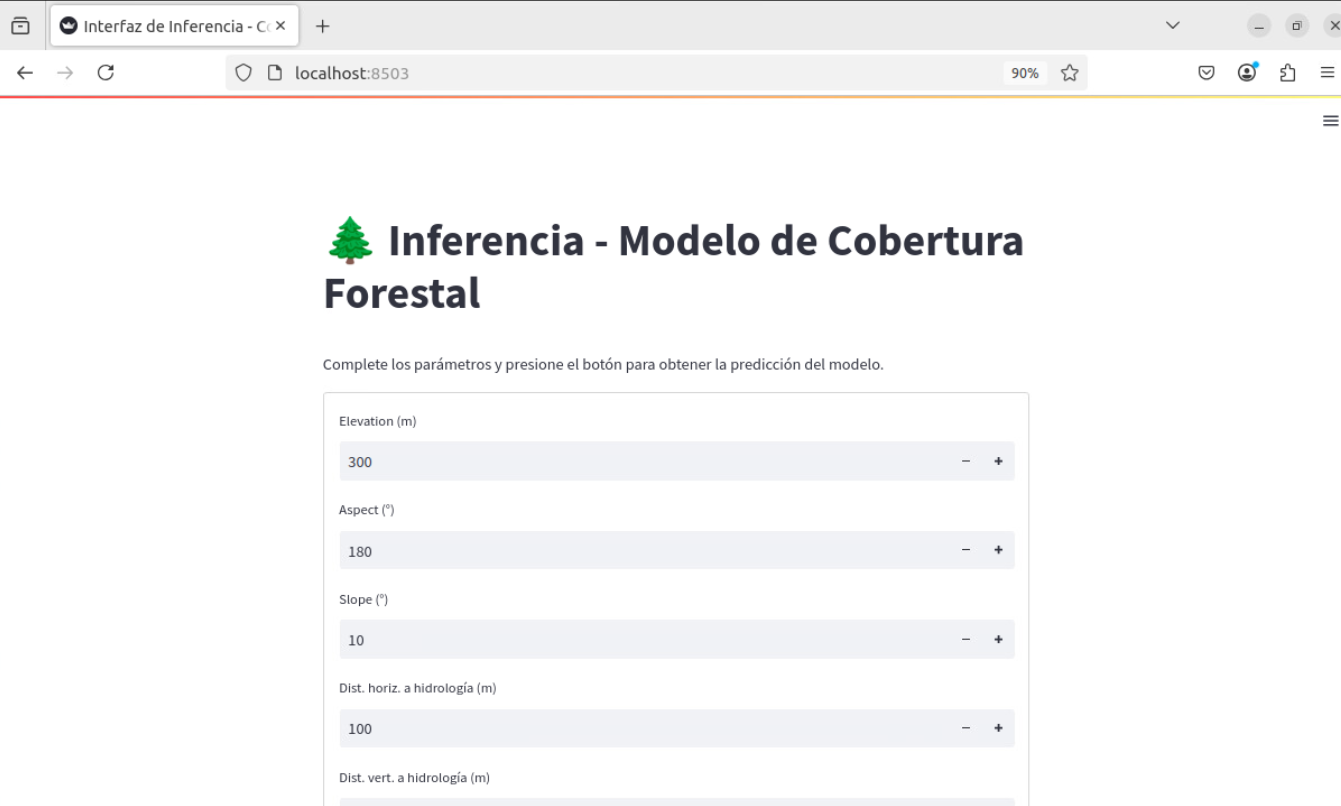 Interfaz de Inferencia - Co
localhost:8503
90%
Inferencia - Modelo de Cobertura
Forestal
Complete los parámetros y presione el botón para obtener la predicción del modelo.
Elevation (m)
300
Aspect (°)
180
Slope (°)
10
Dist. horiz. a hidrología (m)
100
Dist. vert. a hidrología (m)